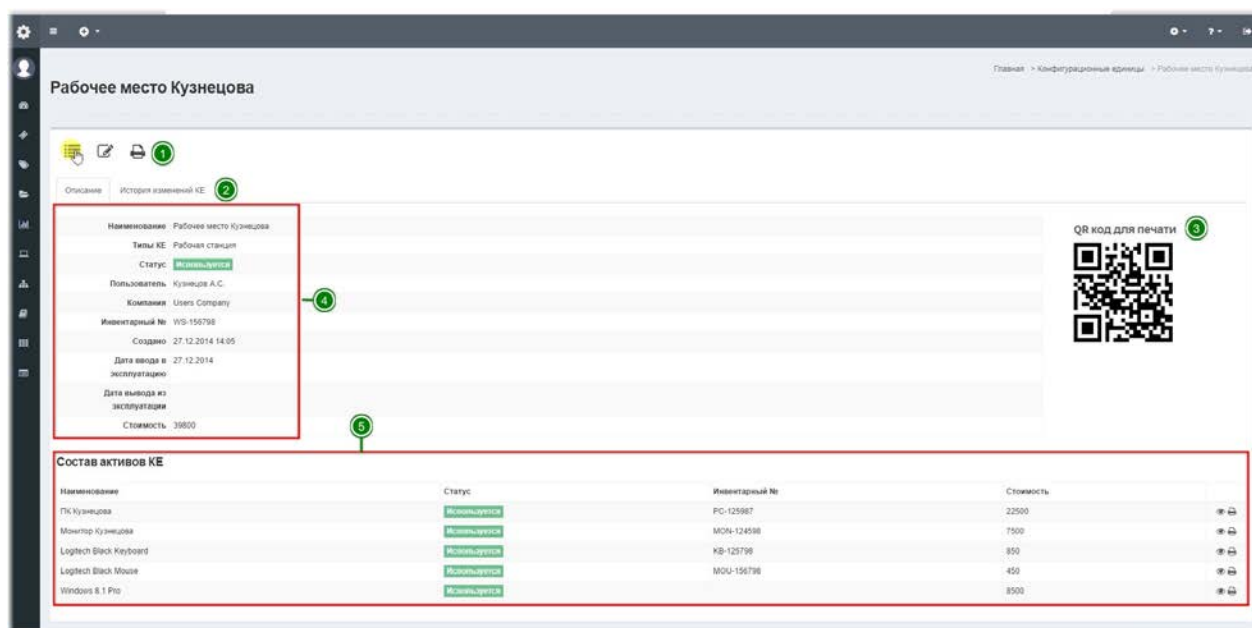 ?
Главная > Конфигурационные единицы > Рабочее место Кузнецова
Рабочее место Кузнецова
1
Описание История изменений КЕ 2
Наименование Рабочее место Кузнецова
Типы КЕ Рабочая станция
Статус Используется
Пользователь Кузнецов А.С.
Компания Users Company
Инвентарный № WS-156798
Создано 27.12.2014 14:05
Дата ввода в 27.12.2014
эксплуатацию
Дата вывода из
эксплуатации
Стоимость 39800
QR код для печати 3
4
5
Состав активов КЕ
Наименование Статус Инвентарный № Стоимость
ПК Кузнецова Используется PC-125987 22500
Монитор Кузнецова Используется MON-124598 7500
Logitech Black Keyboard Используется KB-125798 850
Logitech Black Mouse Используется MOU-156798 450
Windows 8.1 Pro Используется 8500